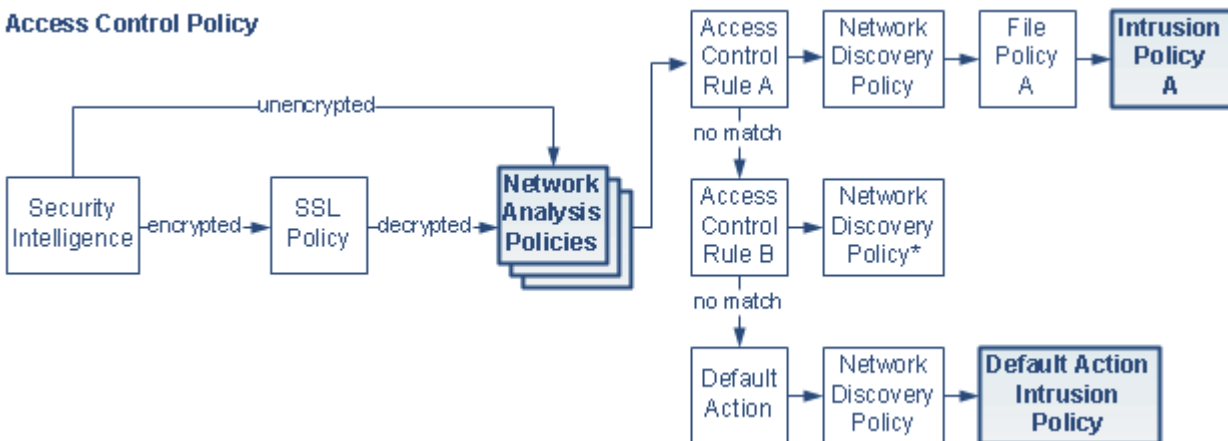 Access Control Policy
Access
Control
Rule A
Network
Discovery
Policy
File
Policy
A
Intrusion
Policy
A
unencrypted
no match
Security
Intelligence
encrypted
SSL
Policy
decrypted
Network
Analysis
Policies
Access
Control
Rule B
Network
Discovery
Policy*
no match
Default
Action
Network
Discovery
Policy
Default Action
Intrusion
Policy